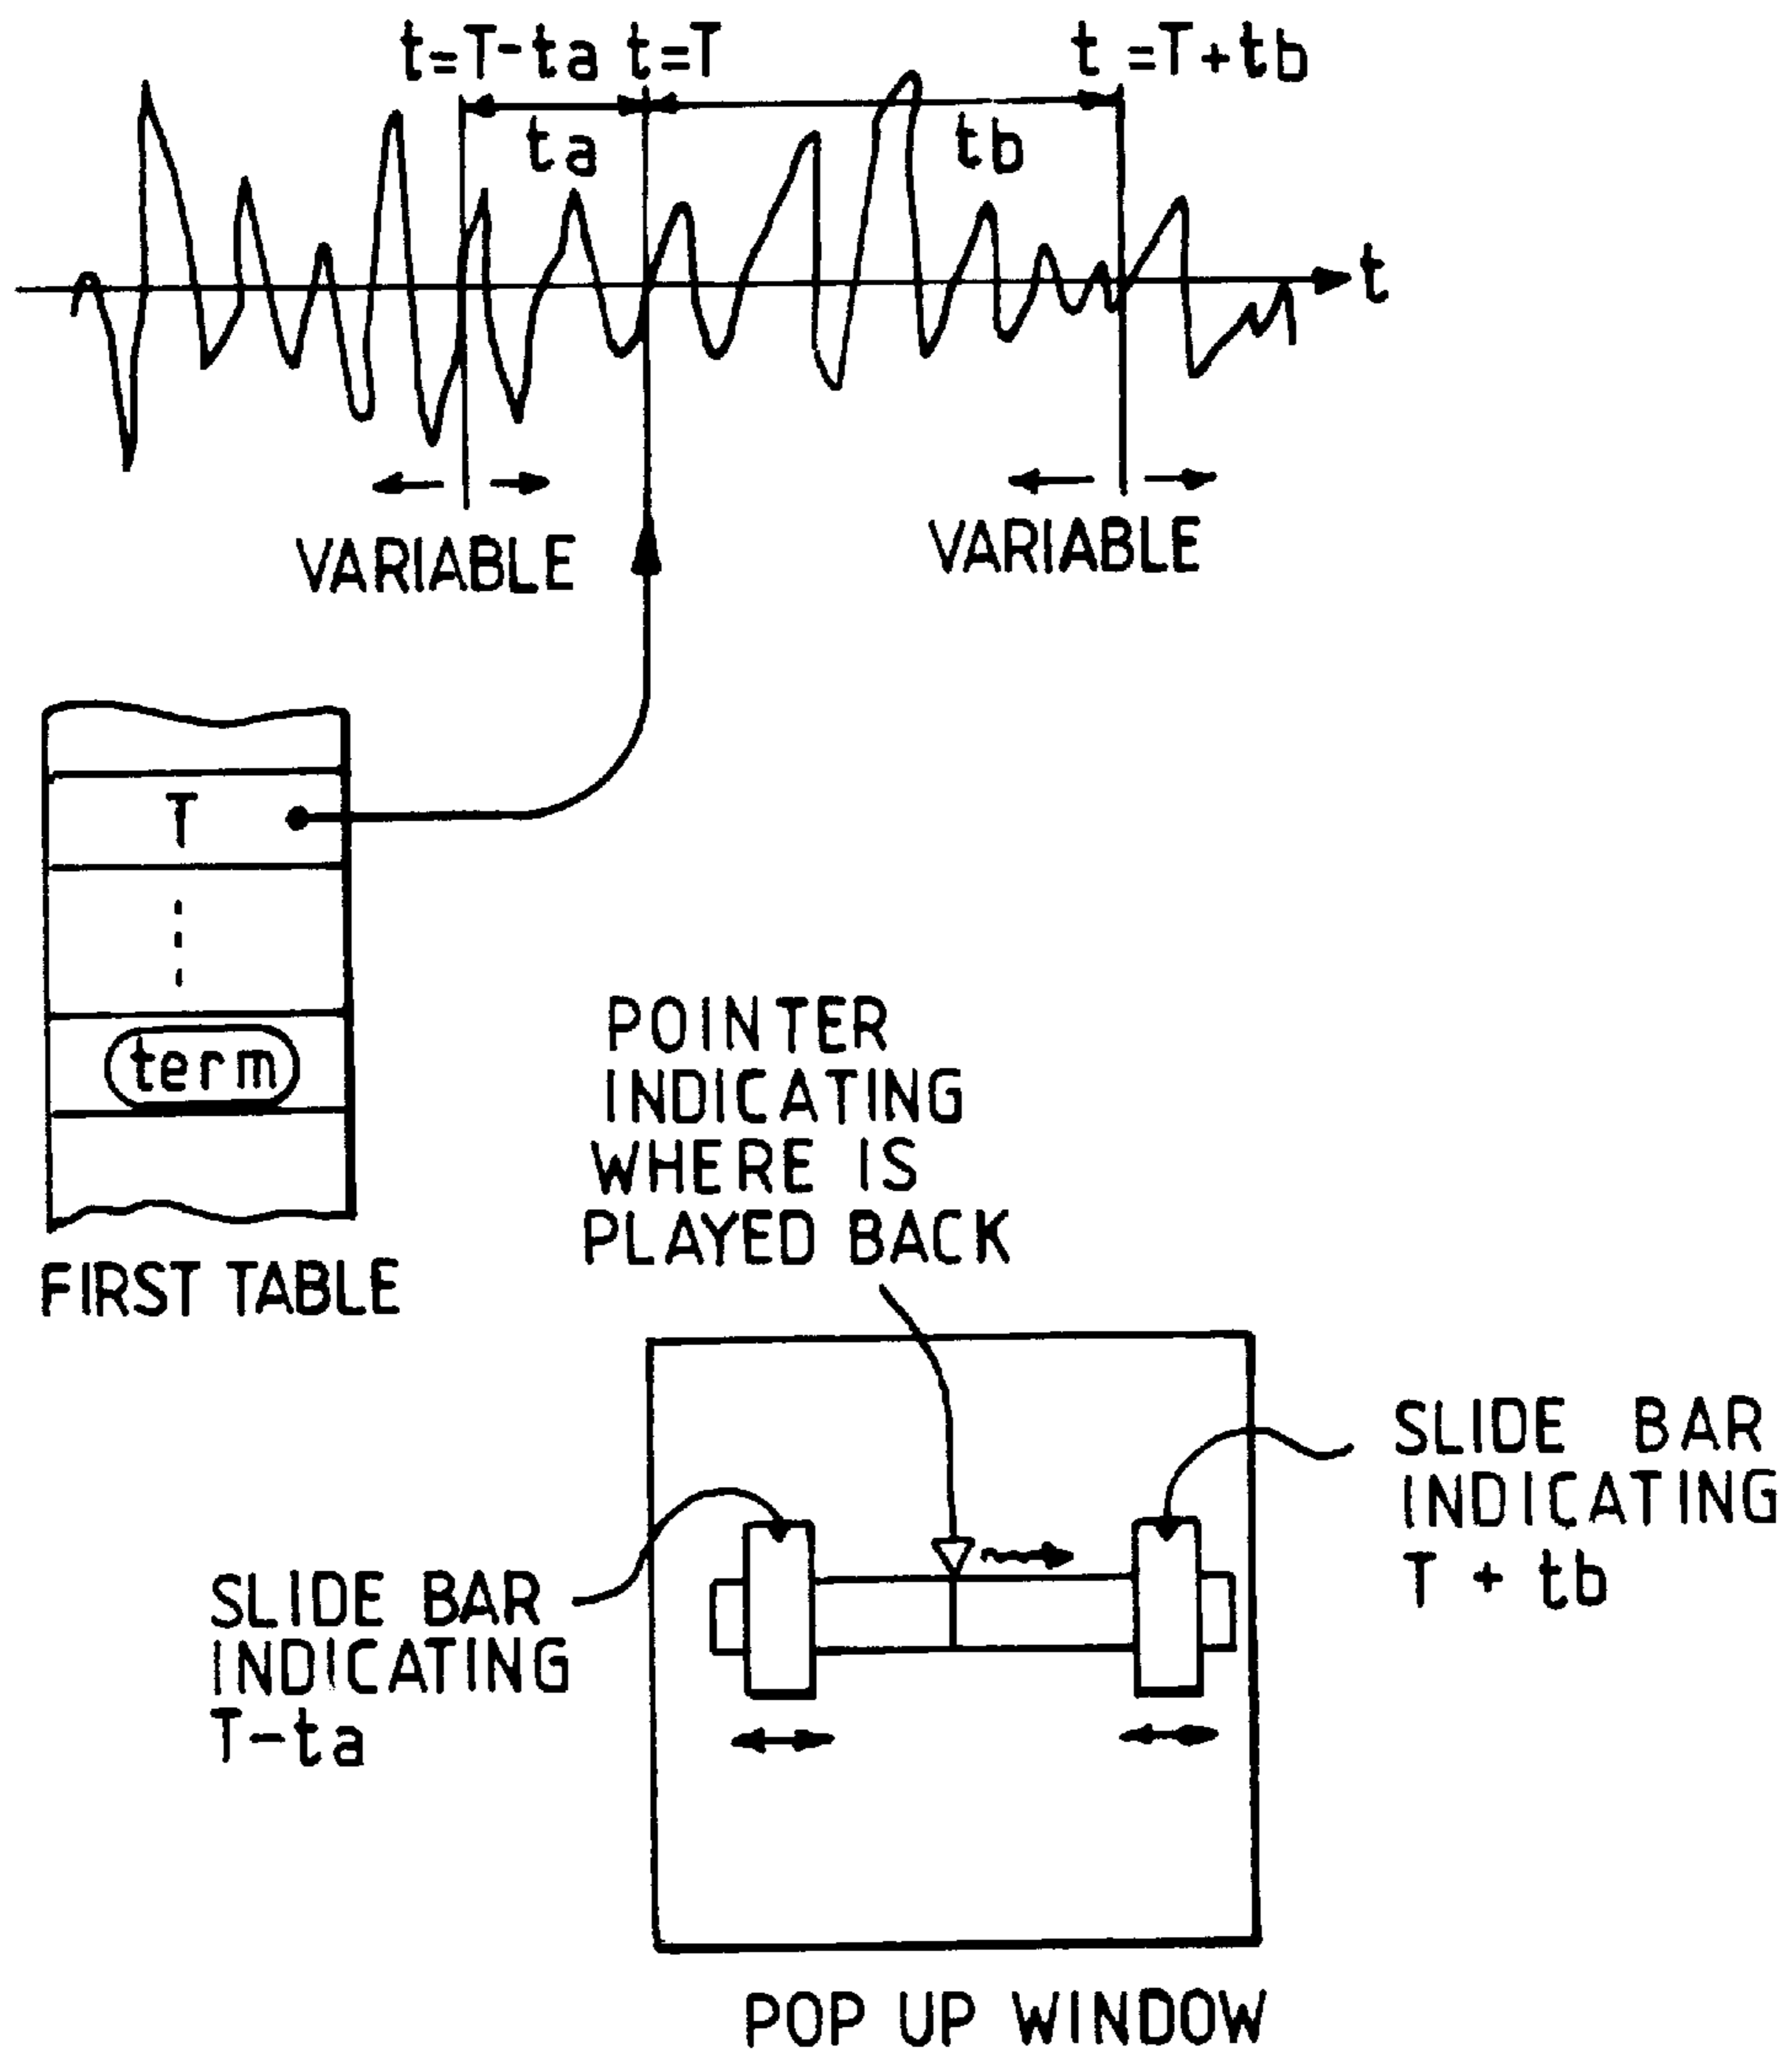 t=T-ta t=T t =T+tb
ta tb
t
VARIABLE VARIABLE
T
term
FIRST TABLE
POINTER
INDICATING
WHERE IS
PLAYED BACK
SLIDE BAR
INDICATING
T + tb
SLIDE BAR
INDICATING
T-ta
POP UP WINDOW